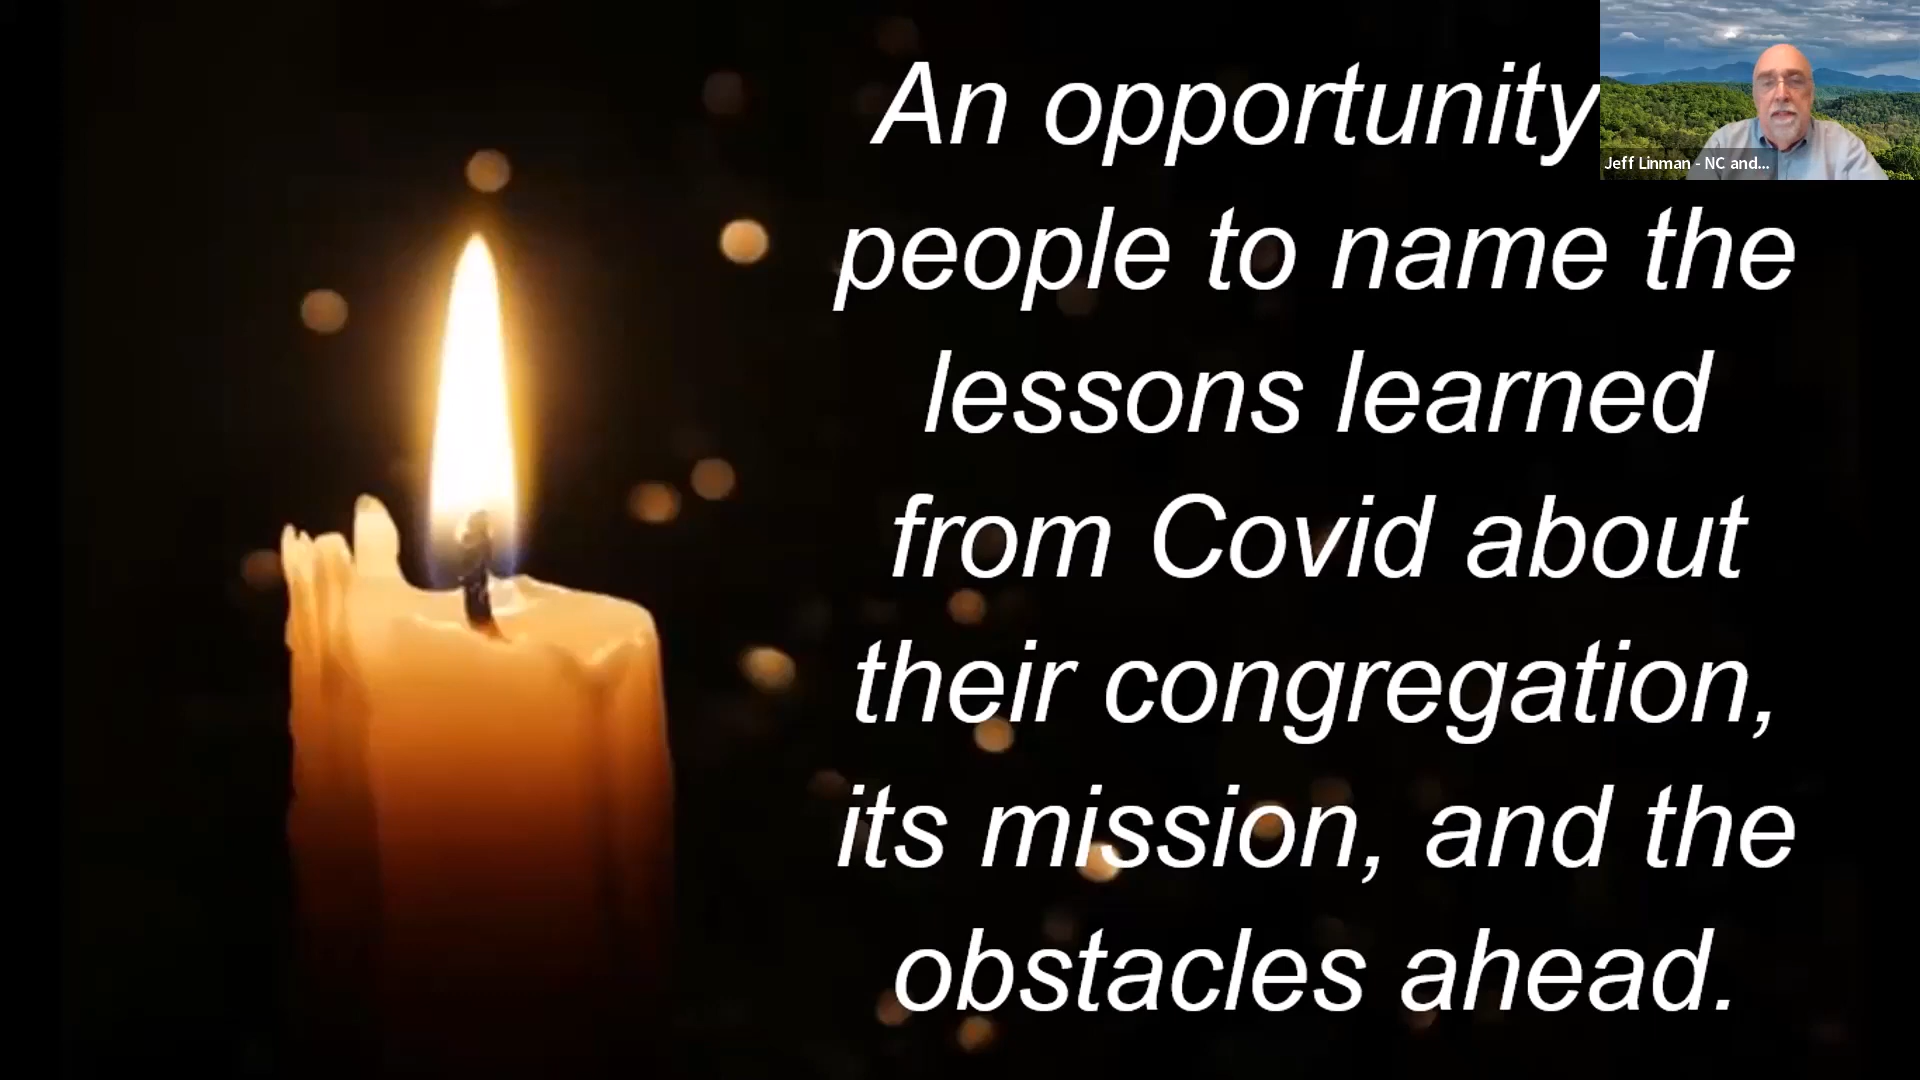 An opportunity
people to name the
lessons learned
from Covid about
their congregation,
its mission, and the
obstacles ahead.
Jeff Linman - NC and...